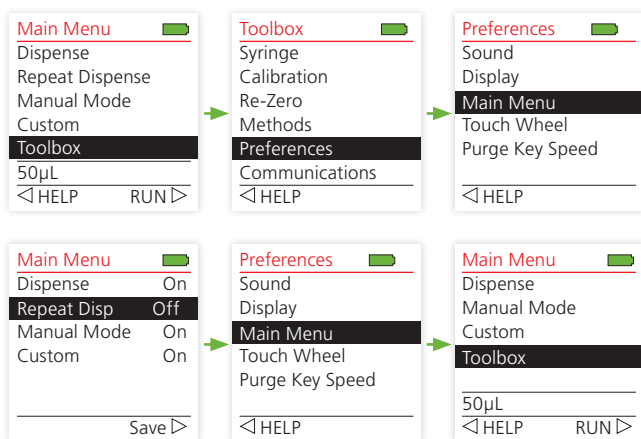 Main Menu
Dispense
Repeat Dispense
Manual Mode
Custom
Toolbox
50µL
HELP RUN
Toolbox
Syringe
Calibration
Re-Zero
Methods
Preferences
Communications
HELP
Preferences
Sound
Display
Main Menu
Touch Wheel
Purge Key Speed
HELP
Main Menu
Dispense On
Repeat Disp Off
Manual Mode On
Custom On
Save
Preferences
Sound
Display
Main Menu
Touch Wheel
Purge Key Speed
HELP
Main Menu
Dispense
Manual Mode
Custom
Toolbox
50µL
HELP RUN